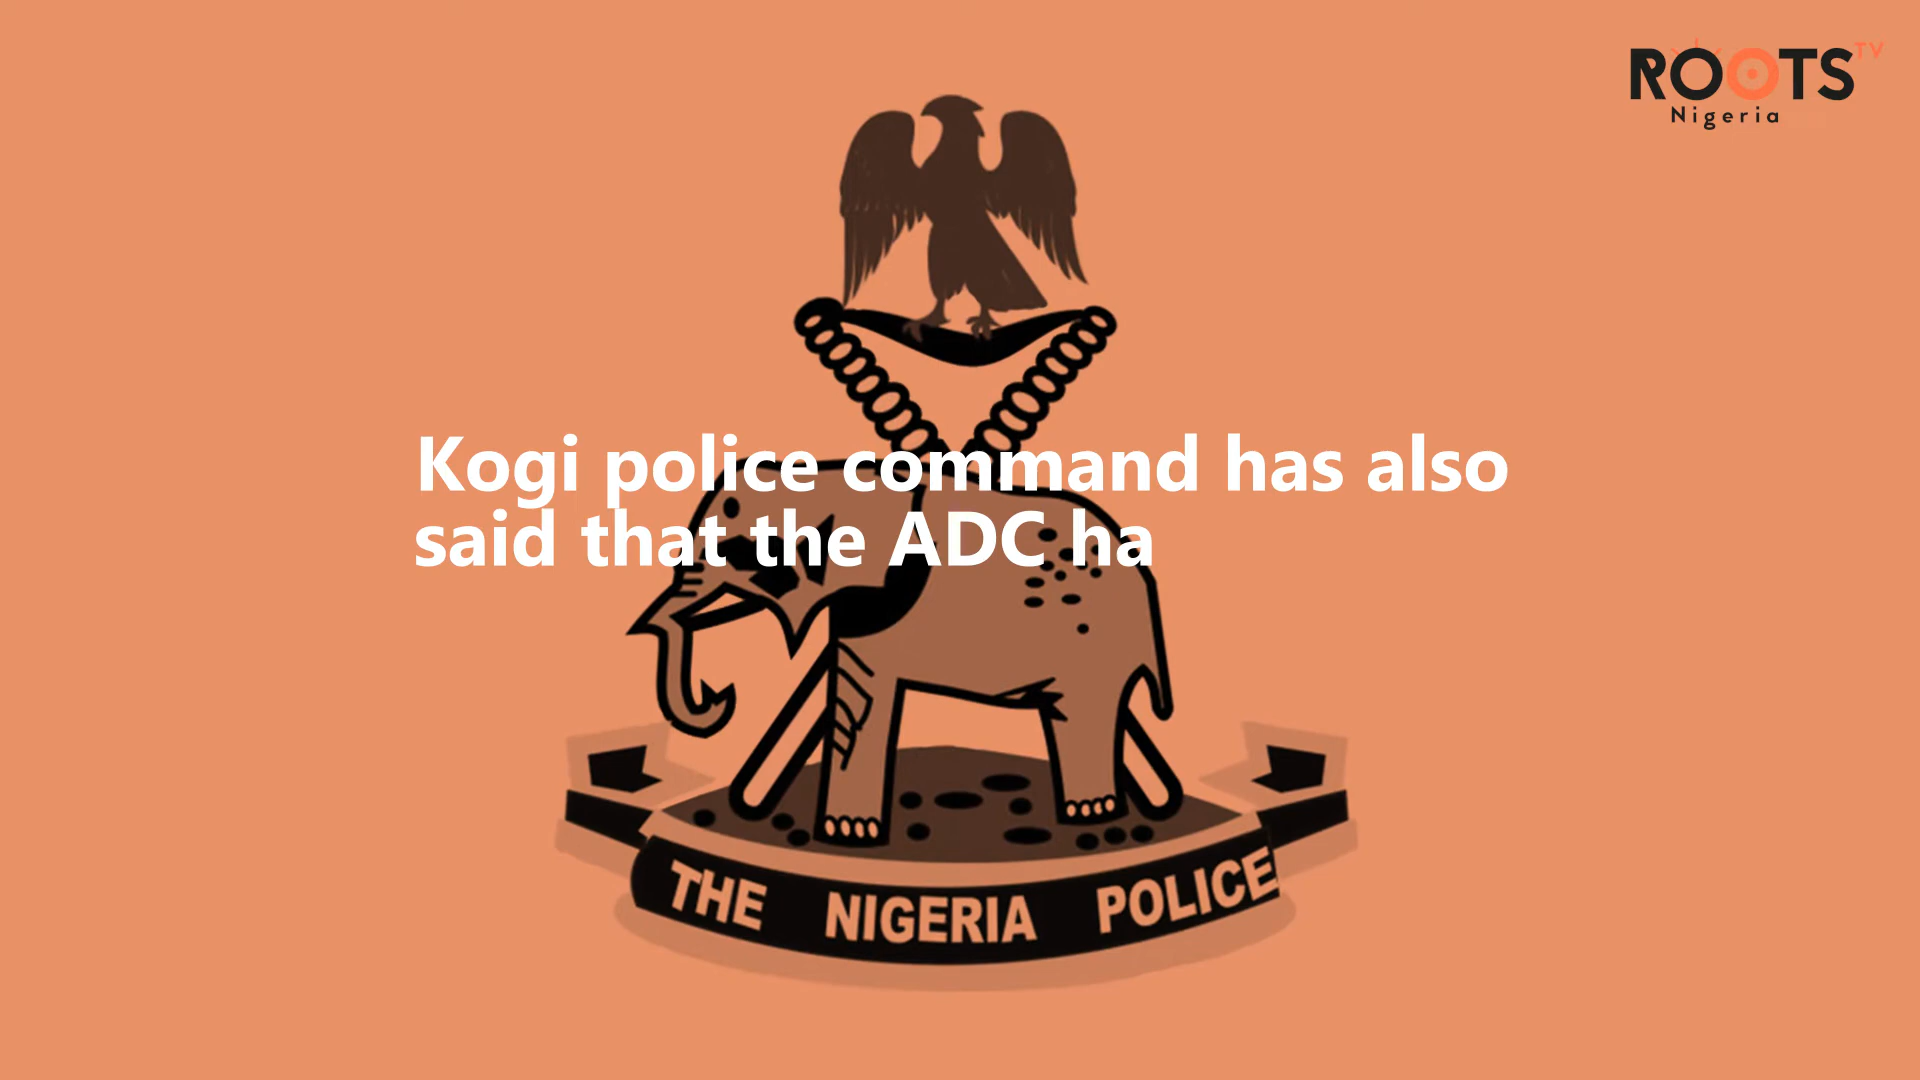 ROOTS TV
Nigeria
Kogi police command has also
said that the ADC ha
THE NIGERIA POLICE